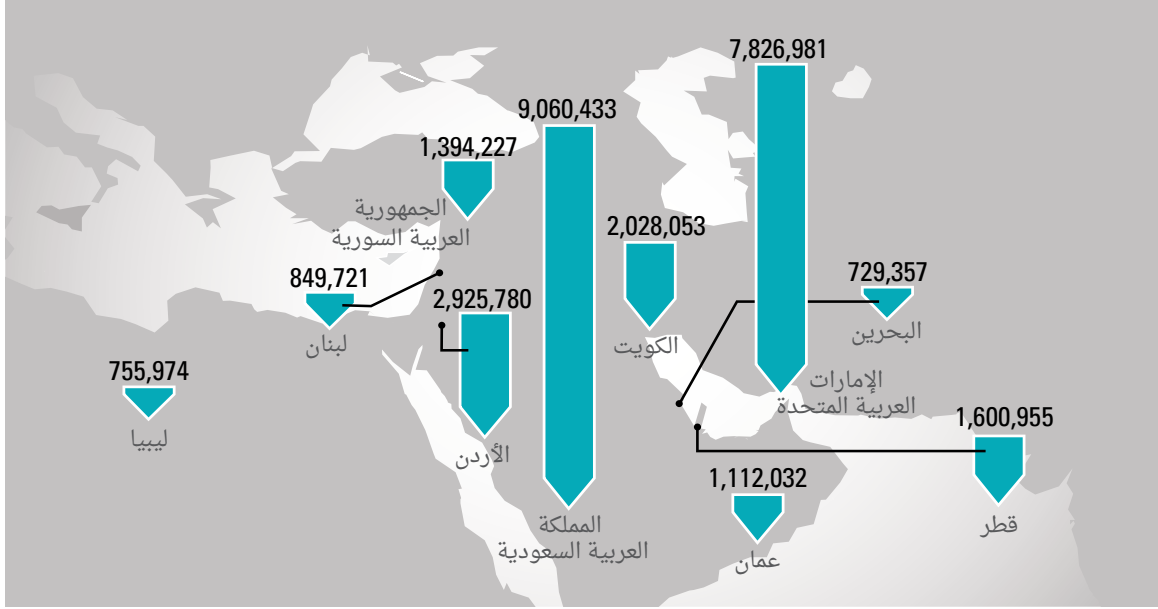 7,826,981
9,060,433
1,394,227
الجمهورية
العربية السورية
2,028,053
849,721
لبنان
2,925,780
729,357
البحرين
الكويت
755,974
ليبيا
الإمارات
العربية المتحدة
الأردن
1,600,955
قطر
1,112,032
عمان
المملكة
العربية السعودية